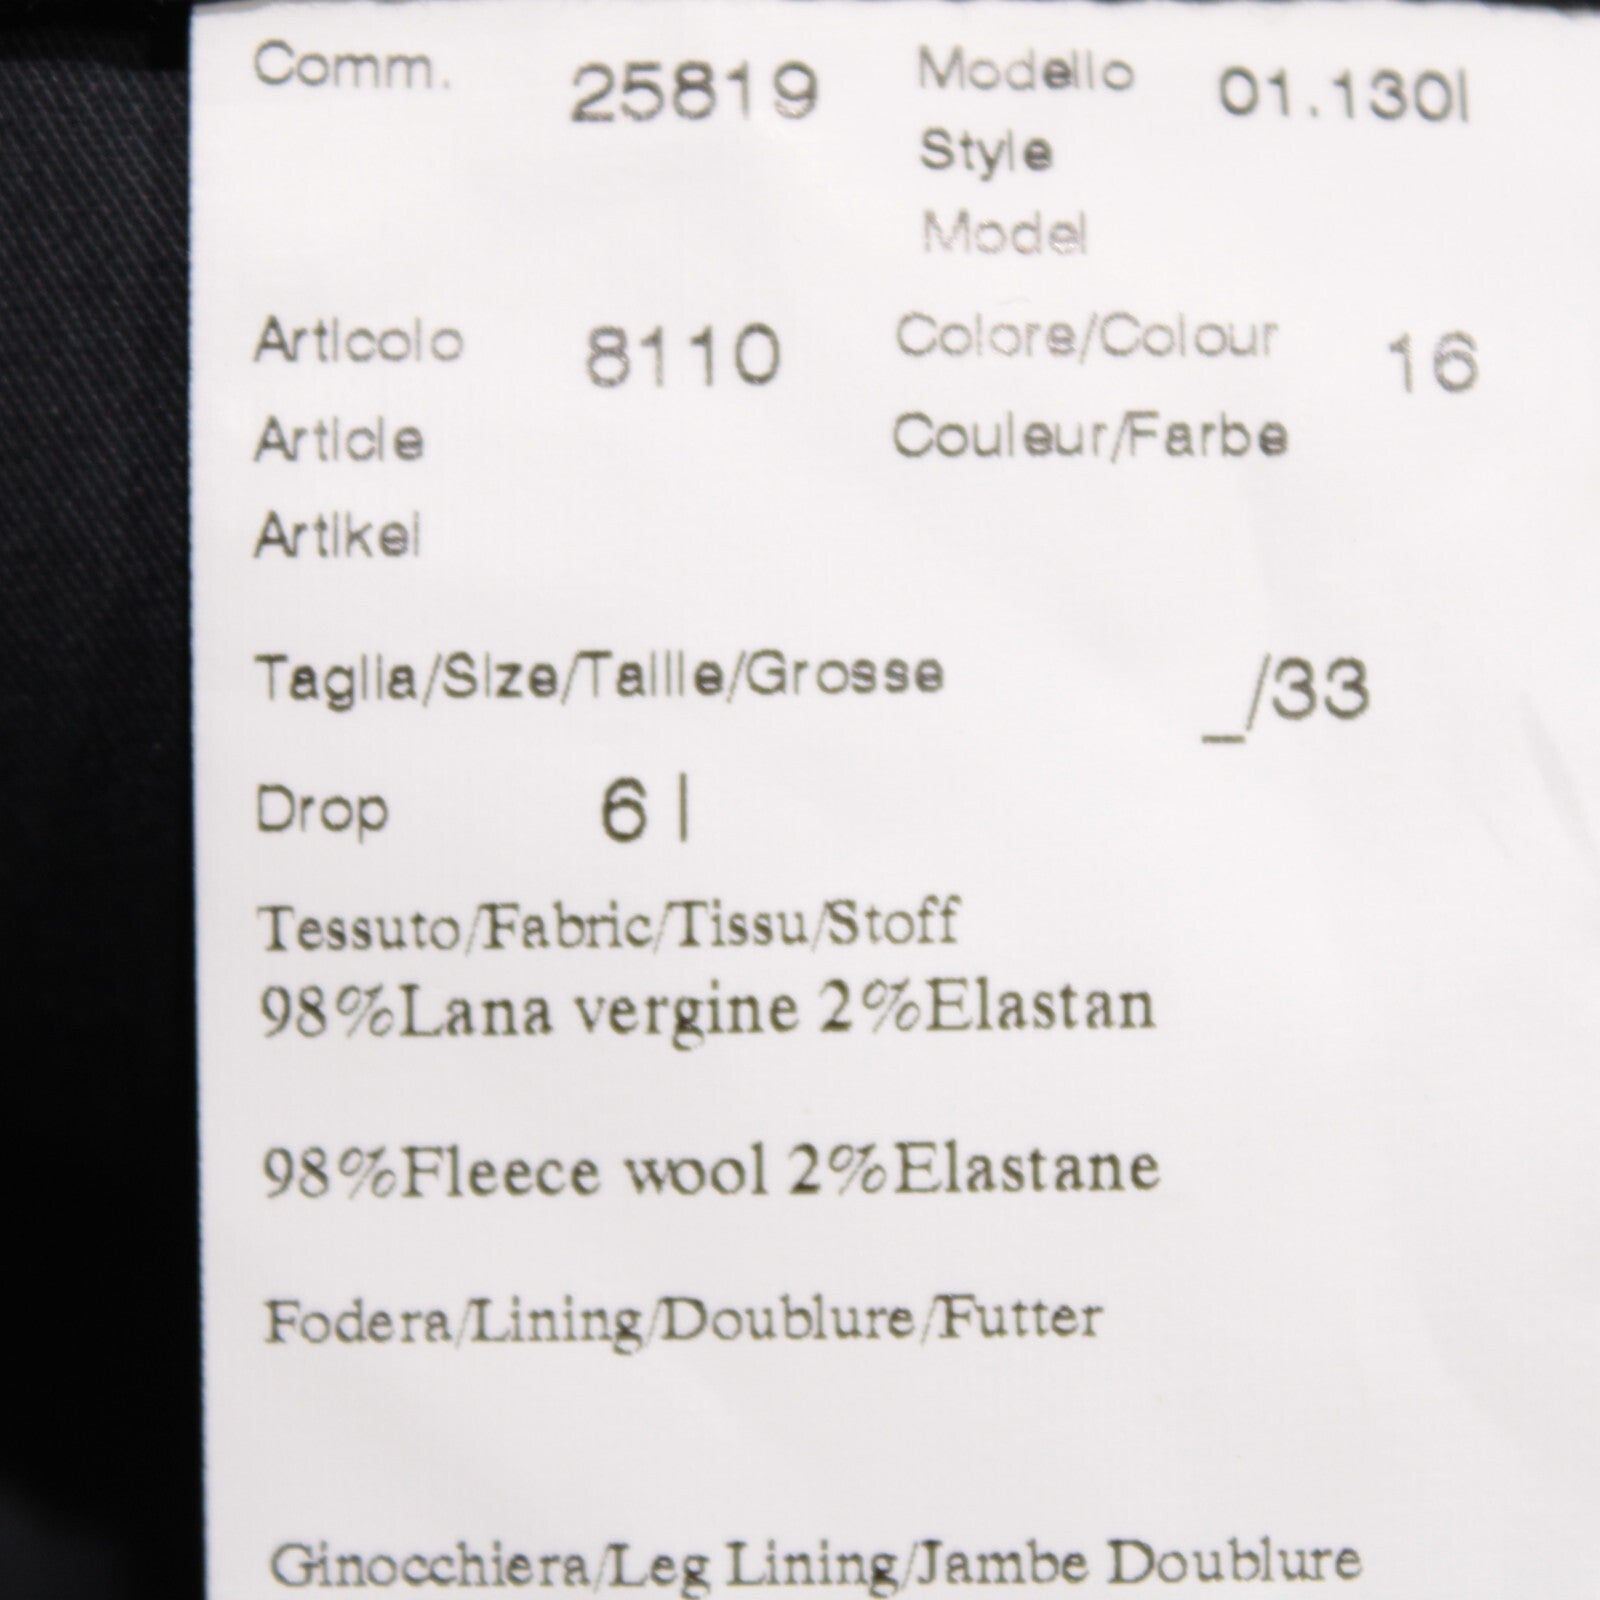 Comm. 25819 Modello 01.130l
Style
Model
Articolo 8110 Colore/Colour 16
Article Couleur/Farbe
Artikel
Taglia/Size/Taille/Grosse _/33
Drop 6 l
Tessuto/Fabric/Tissu/Stoff
98%Lana vergine 2%Elastan
98%Fleece wool 2%Elastane
Fodera/Lining/Doublure/Futter
Ginocchiera/Leg Lining/Jambe Doublure